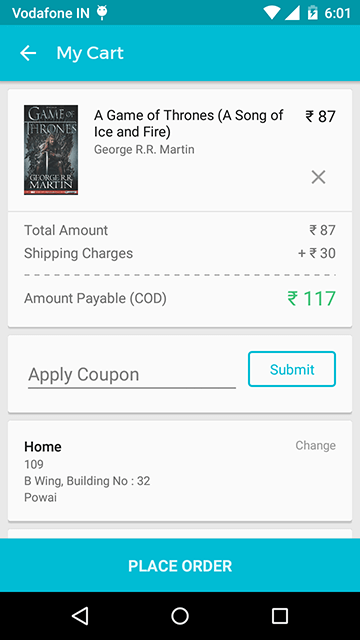 Vodafone IN 6:01
My Cart
GAME OF
THRONES
GEORGE R.R.
MARTIN
A Game of Thrones (A Song of ₹ 87
Ice and Fire)
George R.R. Martin
Total Amount ₹ 87
Shipping Charges + ₹ 30
Amount Payable (COD) ₹ 117
Apply Coupon Submit
Home Change
109
B Wing, Building No : 32
Powai
PLACE ORDER